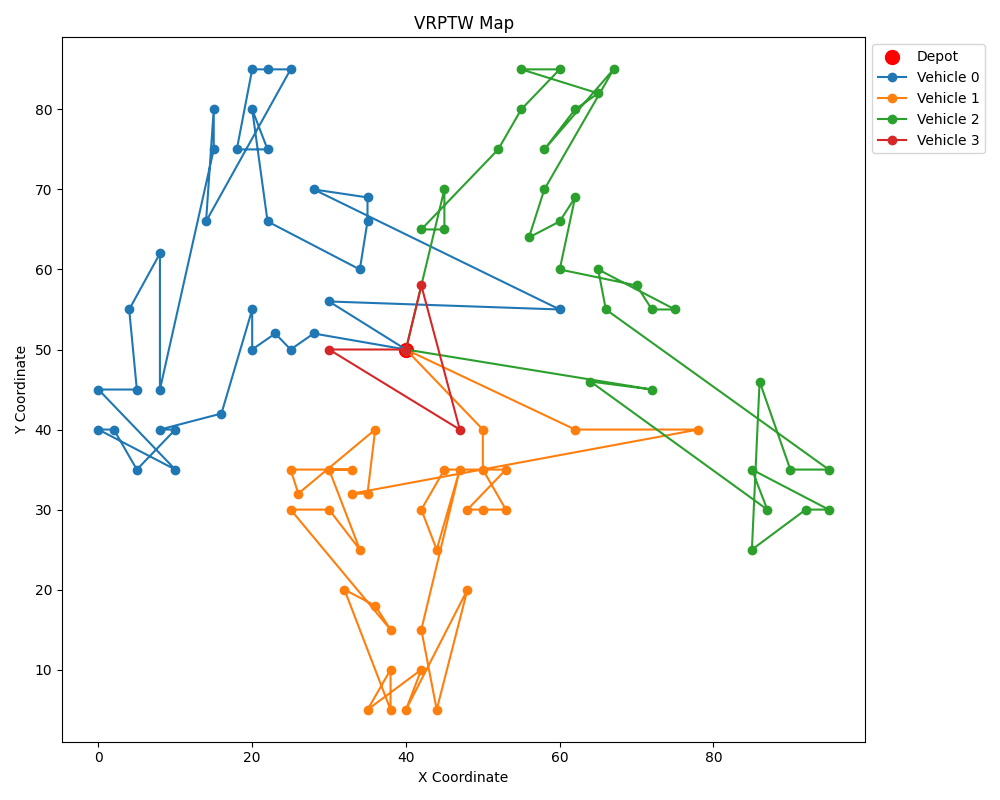 VRPTW Map
Depot
Vehicle 0
Vehicle 1
Vehicle 2
Vehicle 3
Y Coordinate
80
70
60
50
40
30
20
10
0
20
40
60
80
X Coordinate